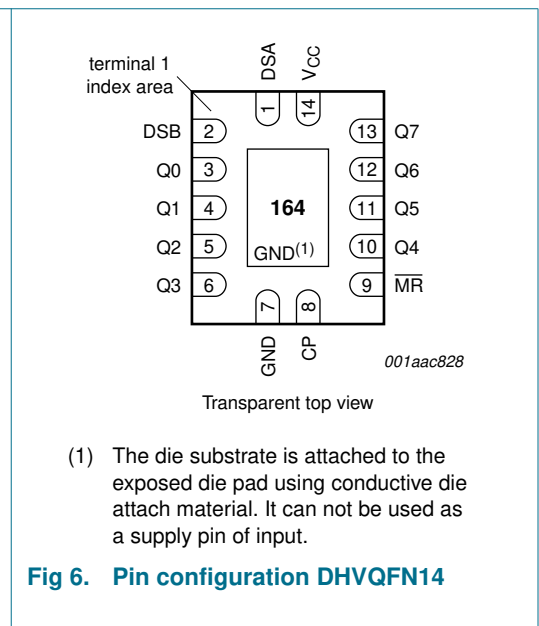 terminal 1
index area
DSA
VCC
1
14
DSB 2 13 Q7
Q0 3 12 Q6
Q1 4 164 11 Q5
Q2 5 GND(1) 10 Q4
Q3 6 9 MR
7
8
GND
CP
001aac828
Transparent top view
(1) The die substrate is attached to the
exposed die pad using conductive die
attach material. It can not be used as
a supply pin of input.
Fig 6. Pin configuration DHVQFN14